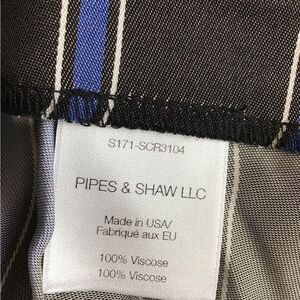 S171-SCR3104
PIPES & SHAW LLC
Made in USA/
Fabriqué aux EU
100% Viscose
100% Viscose